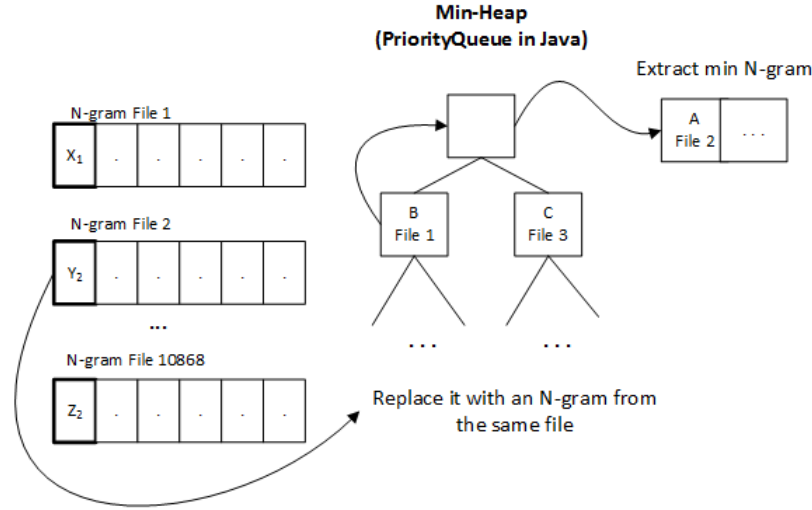 Min-Heap
(PriorityQueue in Java)
Extract min N-gram
A
File 2
. . .
N-gram File 1
X1 . . . . .
B
File 1
C
File 3
N-gram File 2
Y2 . . . . .
...
. . .
. . .
N-gram File 10868
Z2 . . . . .
Replace it with an N-gram from
the same file